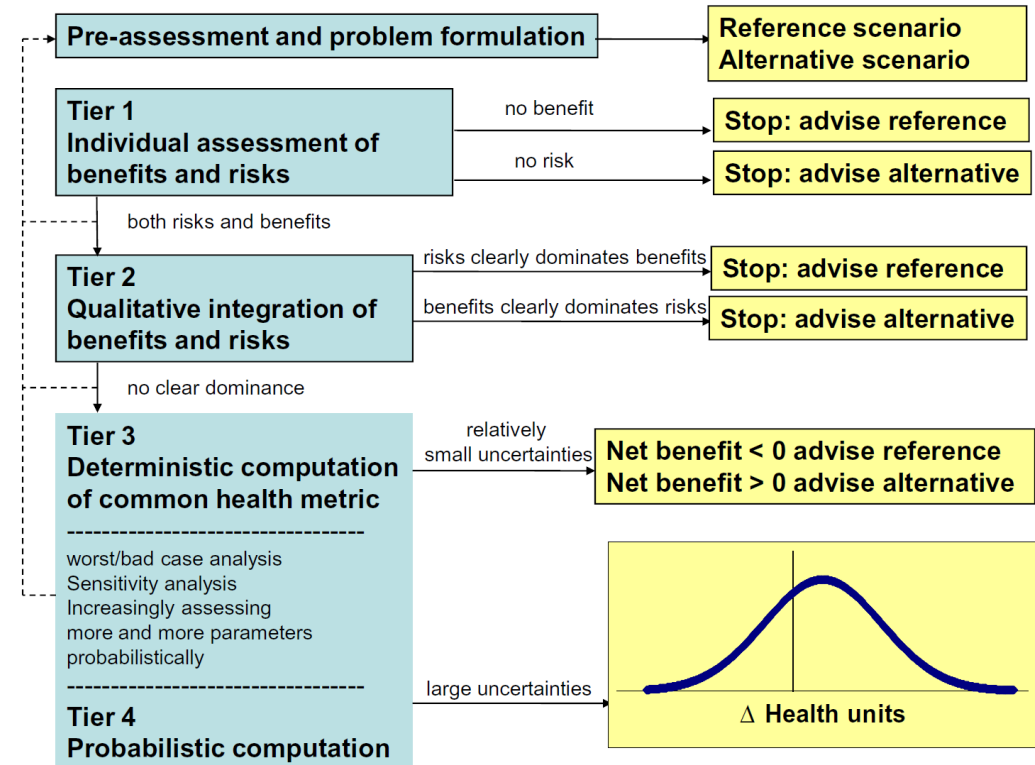 Pre-assessment and problem formulation
Reference scenario
Alternative scenario
Tier 1
Individual assessment of
benefits and risks
no benefit
Stop: advise reference
no risk
Stop: advise alternative
both risks and benefits
Tier 2
Qualitative integration of
benefits and risks
risks clearly dominates benefits
Stop: advise reference
benefits clearly dominates risks
Stop: advise alternative
no clear dominance
Tier 3
Deterministic computation
of common health metric
relatively
small uncertainties
Net benefit < 0 advise reference
Net benefit > 0 advise alternative
---------------------------------
worst/bad case analysis
Sensitivity analysis
Increasingly assessing
more and more parameters
probabilistically
---------------------------------
Tier 4
Probabilistic computation
large uncertainties
Δ Health units